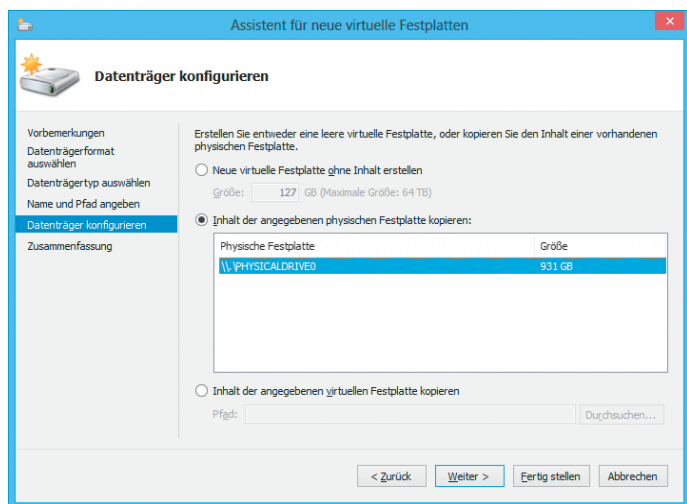 Assistent für neue virtuelle Festplatten
Datenträger konfigurieren
Vorbemerkungen
Datenträgerformat
auswählen
Datenträgertyp auswählen
Name und Pfad angeben
Datenträger konfigurieren
Zusammenfassung
Erstellen Sie entweder eine leere virtuelle Festplatte, oder kopieren Sie den Inhalt einer vorhandenen
physischen Festplatte.
Neue virtuelle Festplatte ohne Inhalt erstellen
Größe: 127 GB (Maximale Größe: 64 TB)
Inhalt der angegebenen physischen Festplatte kopieren:
Physische Festplatte Größe
\\.\PHYSICALDRIVE0 931 GB
Inhalt der angegebenen virtuellen Festplatte kopieren
Pfad: Durchsuchen...
< Zurück Weiter > Fertig stellen Abbrechen